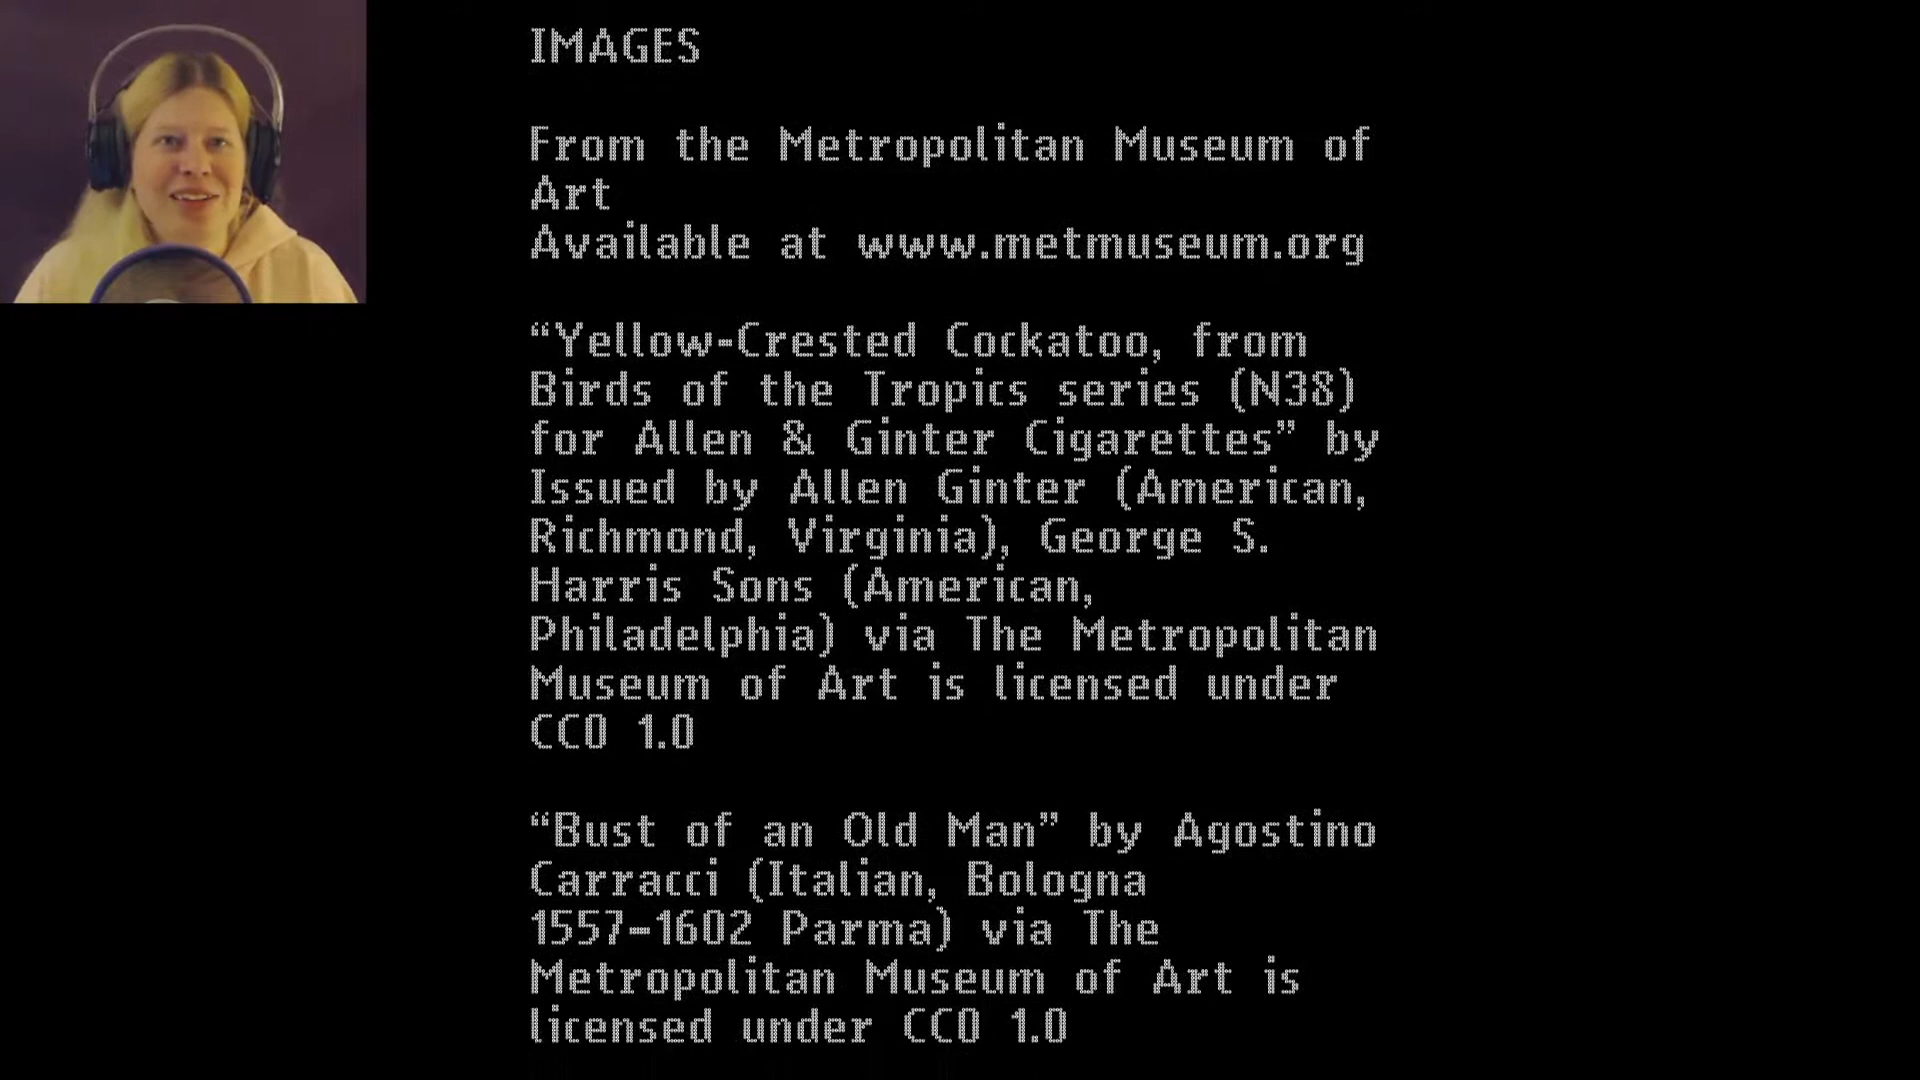 IMAGES
From the Metropolitan Museum of
Art
Available at www.metmuseum.org
“Yellow-Crested Cockatoo, from
Birds of the Tropics series (N38)
for Allen & Ginter Cigarettes” by
Issued by Allen Ginter (American,
Richmond, Virginia), George S.
Harris Sons (American,
Philadelphia) via The Metropolitan
Museum of Art is licensed under
CC0 1.0
“Bust of an Old Man” by Agostino
Carracci (Italian, Bologna
1557–1602 Parma) via The
Metropolitan Museum of Art is
licensed under CC0 1.0